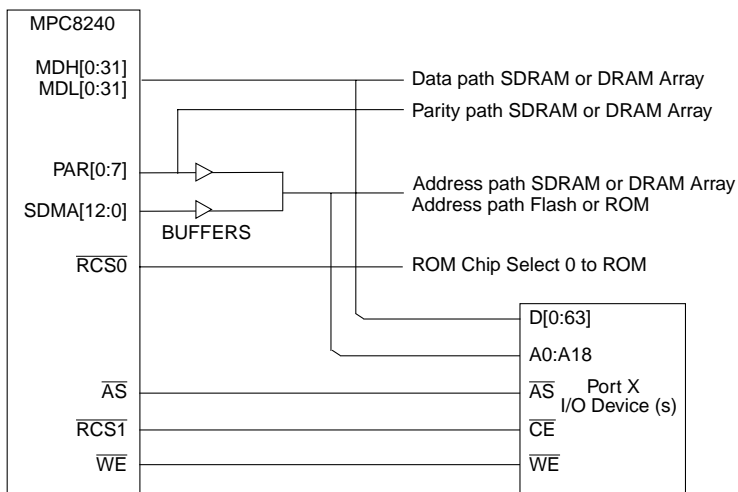 MPC8240
MDH[0:31]
MDL[0:31]
Data path SDRAM or DRAM Array
Parity path SDRAM or DRAM Array
PAR[0:7]
SDMA[12:0]
BUFFERS
Address path SDRAM or DRAM Array
Address path Flash or ROM
RCS0
ROM Chip Select 0 to ROM
D[0:63]
A0:A18
AS
AS
Port X
I/O Device (s)
RCS1
CE
WE
WE